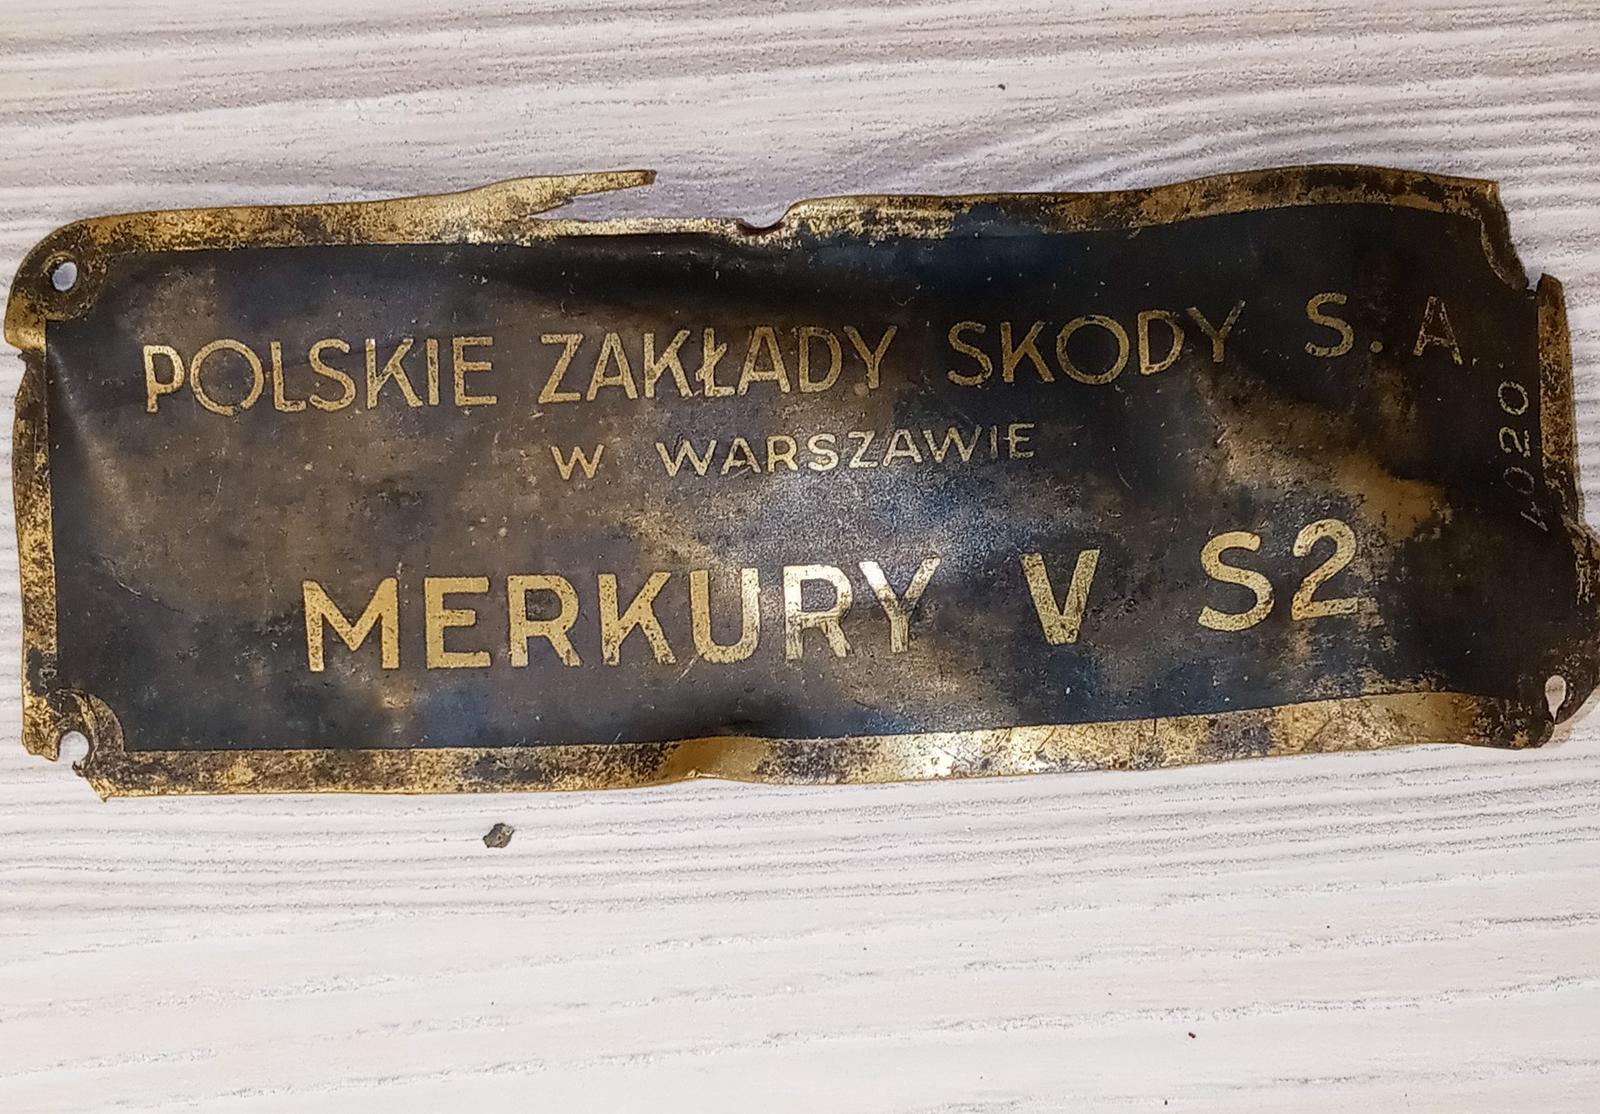 POLSKIE ZAKŁADY SKODY S. A.
W WARSZAWIE
MERKURY V S2
4020